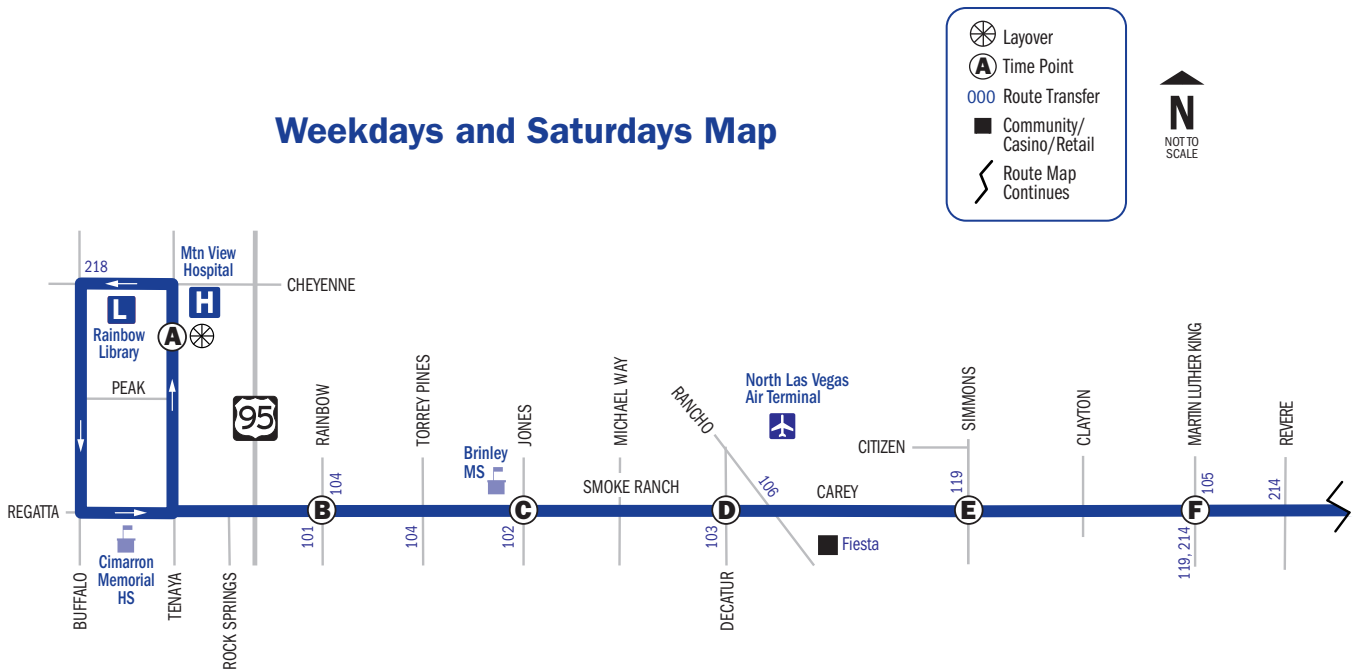 Layover
A Time Point
000 Route Transfer
Community/
Casino/Retail
Route Map
Continues
N
NOT TO
SCALE
Weekdays and Saturdays Map
218
Mtn View
Hospital
H
CHEYENNE
L
Rainbow
Library
A
PEAK
95
RAINBOW
TORREY PINES
JONES
MICHAEL WAY
RANCHO
North Las Vegas
Air Terminal
SIMMONS
CITIZEN
CLAYTON
MARTIN LUTHER KING
REVERE
Brinley
MS
SMOKE RANCH
CAREY
104
106
119
105
214
REGATTA
B
C
D
E
F
101
104
102
103
119, 214
Fiesta
Cimarron
Memorial
HS
BUFFALO
TENAYA
ROCK SPRINGS
DECATUR